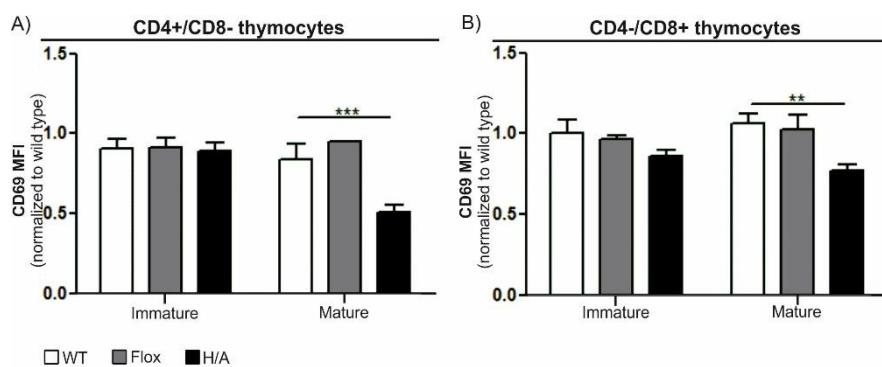 A)
CD4+/CD8- thymocytes
CD69 MFI
(normalized to wild type)
1.5
1.0
0.5
0.0
***
Immature
Mature
B)
CD4-/CD8+ thymocytes
CD69 MFI
(normalized to wild type)
1.5
1.0
0.5
0.0
**
Immature
Mature
WT
Flox
H/A